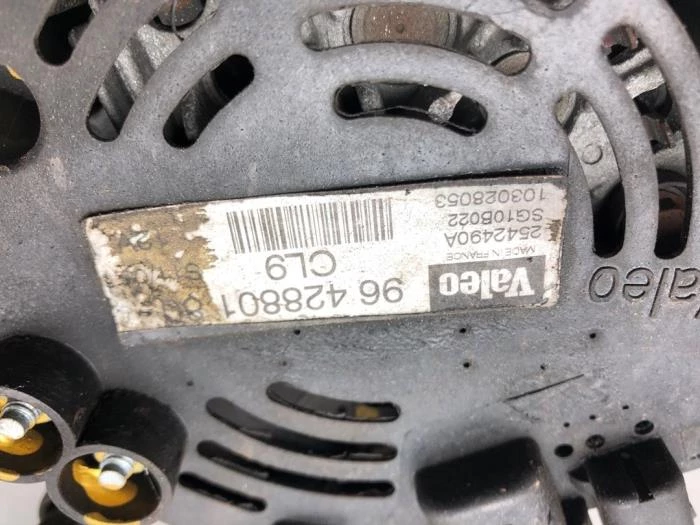 Valeo
96 428801
CL9
MADE IN FRANCE
2542490A
SG10B022
103028053
Valeo